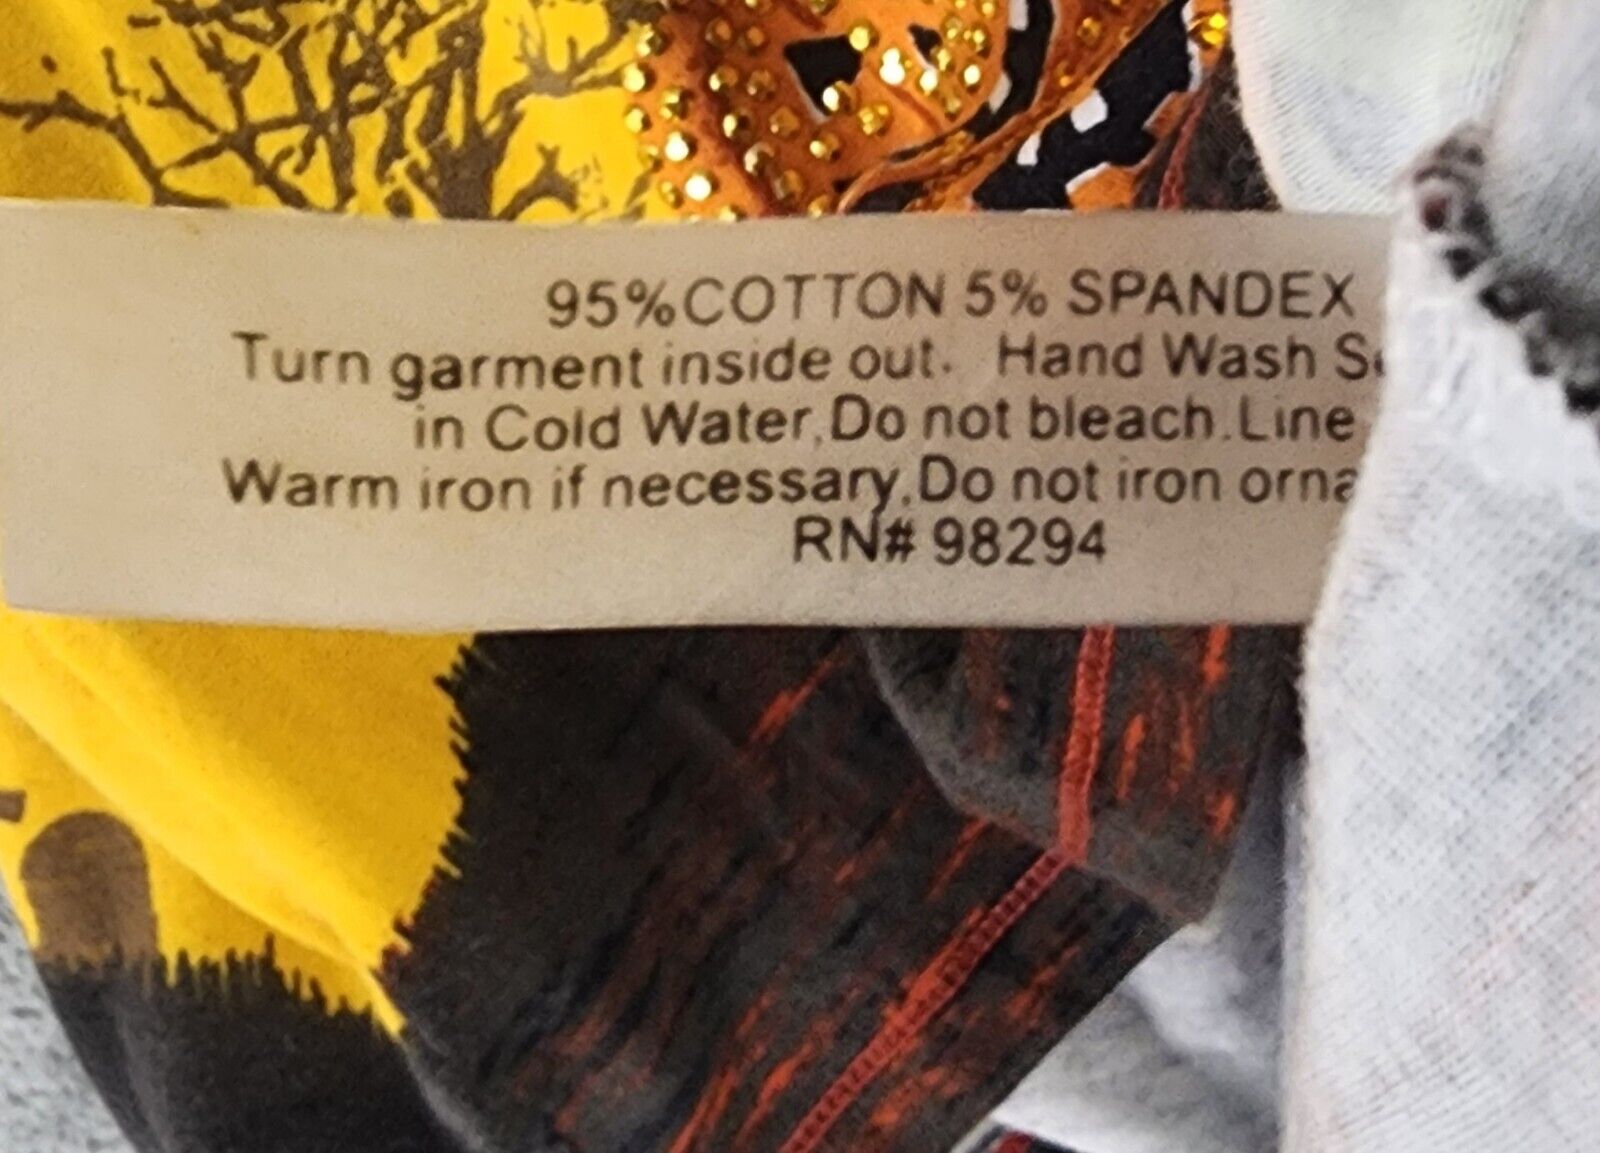 95%COTTON 5% SPANDEX
Turn garment inside out. Hand Wash
in Cold Water,Do not bleach.Line
Warm iron if necessary,Do not iron
RN# 98294